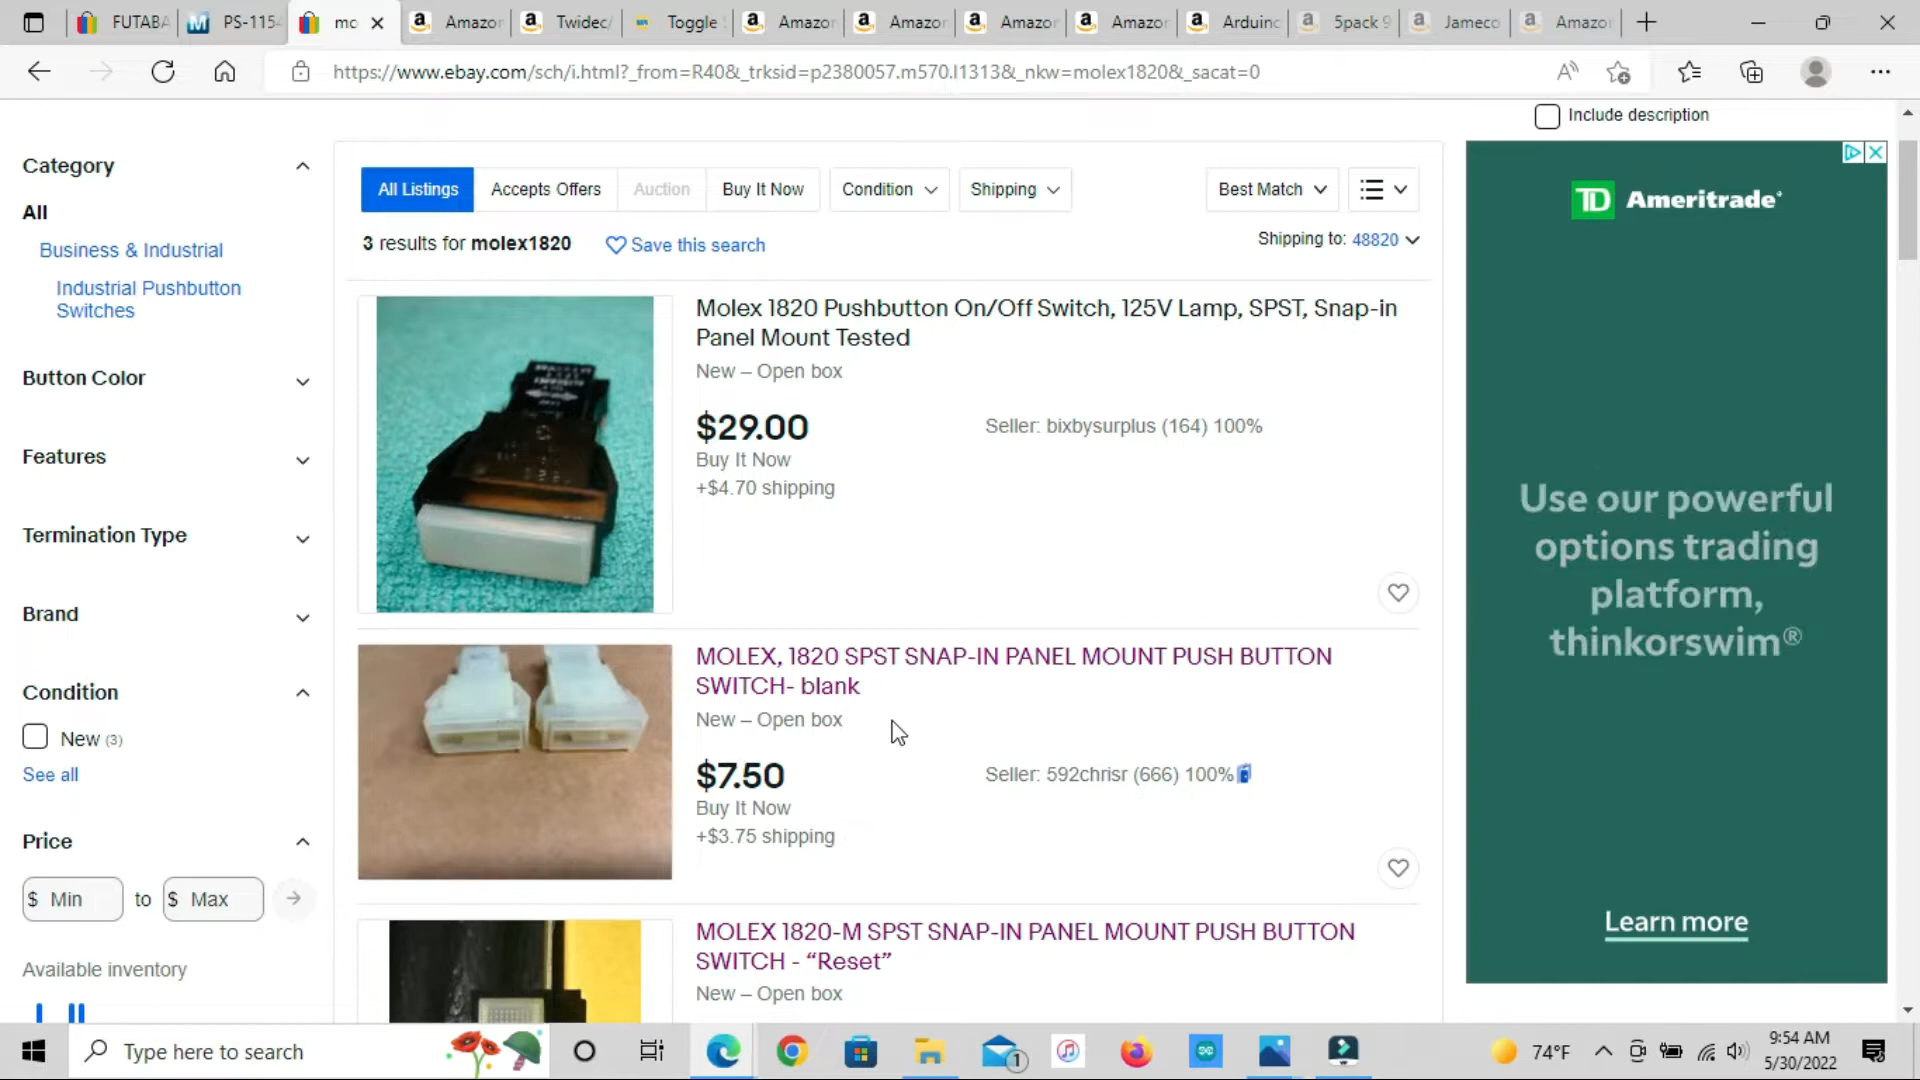 FUTABA
PS-1154
mo
Amazon
Twidec/
Toggle
Amazon
Amazon
Amazon
Amazon
Arduino
5pack 9
Jameco
Amazon
https://www.ebay.com/sch/i.html?_from=R40&_trksid=p2380057.m570.l1313&_nkw=molex1820&_sacat=0
Include description
Category
All
Business & Industrial
Industrial Pushbutton
Switches
Button Color
Features
Termination Type
Brand
Condition
New (3)
See all
Price
$ Min to $ Max
Available inventory
All Listings Accepts Offers Auction Buy It Now Condition Shipping Best Match
3 results for molex1820 Save this search Shipping to: 48820
Molex 1820 Pushbutton On/Off Switch, 125V Lamp, SPST, Snap-in
Panel Mount Tested
New – Open box
$29.00 Seller: bixbysurplus (164) 100%
Buy It Now
+$4.70 shipping
MOLEX, 1820 SPST SNAP-IN PANEL MOUNT PUSH BUTTON
SWITCH- blank
New – Open box
$7.50 Seller: 592chrisr (666) 100%
Buy It Now
+$3.75 shipping
MOLEX 1820-M SPST SNAP-IN PANEL MOUNT PUSH BUTTON
SWITCH - “Reset”
New – Open box
TD Ameritrade
Use our powerful
options trading
platform,
thinkorswim®
Learn more
Type here to search
1
74°F
9:54 AM
5/30/2022